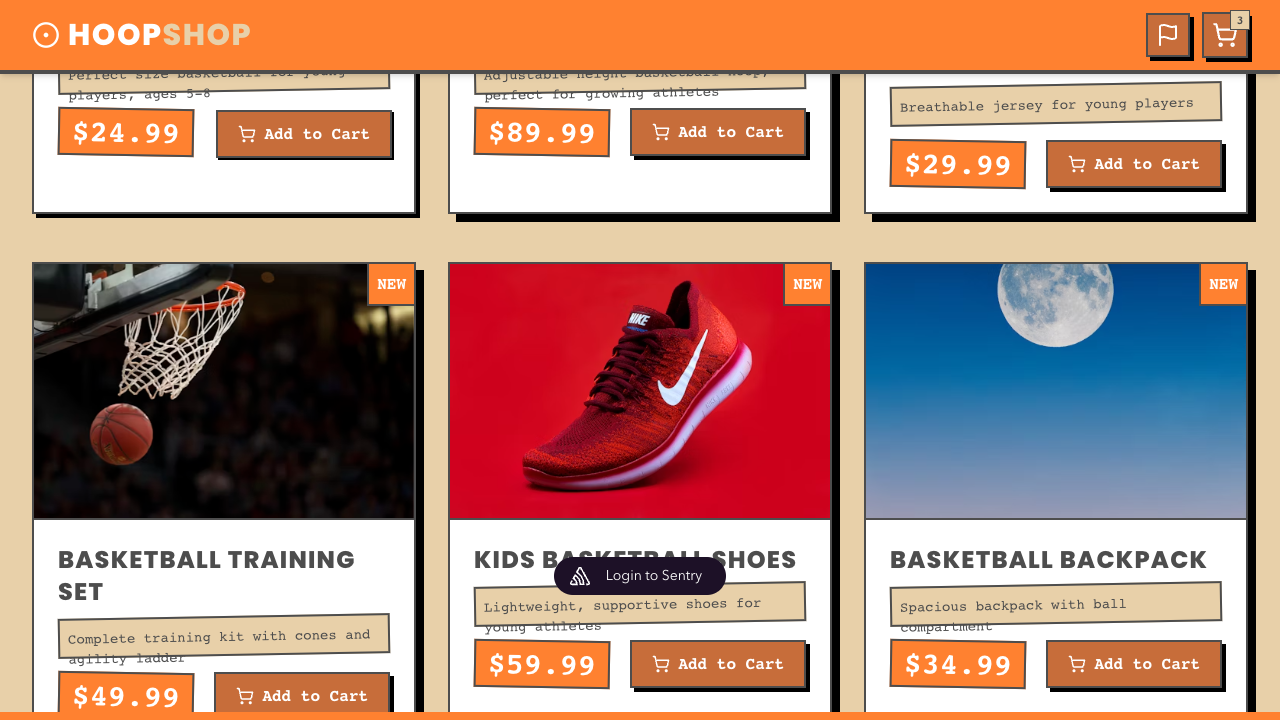 HOOPSHOP
3
Perfect size basketball for young
players, ages 5-8
$24.99
Add to Cart
Adjustable height basketball hoop,
perfect for growing athletes
$89.99
Add to Cart
Breathable jersey for young players
$29.99
Add to Cart
NEW
BASKETBALL TRAINING
SET
Complete training kit with cones and
agility ladder
$49.99
Add to Cart
NEW
NIKE
KIDS BASKETBALL SHOES
Login to Sentry
Lightweight, supportive shoes for
young athletes
$59.99
Add to Cart
NEW
BASKETBALL BACKPACK
Spacious backpack with ball
compartment
$34.99
Add to Cart